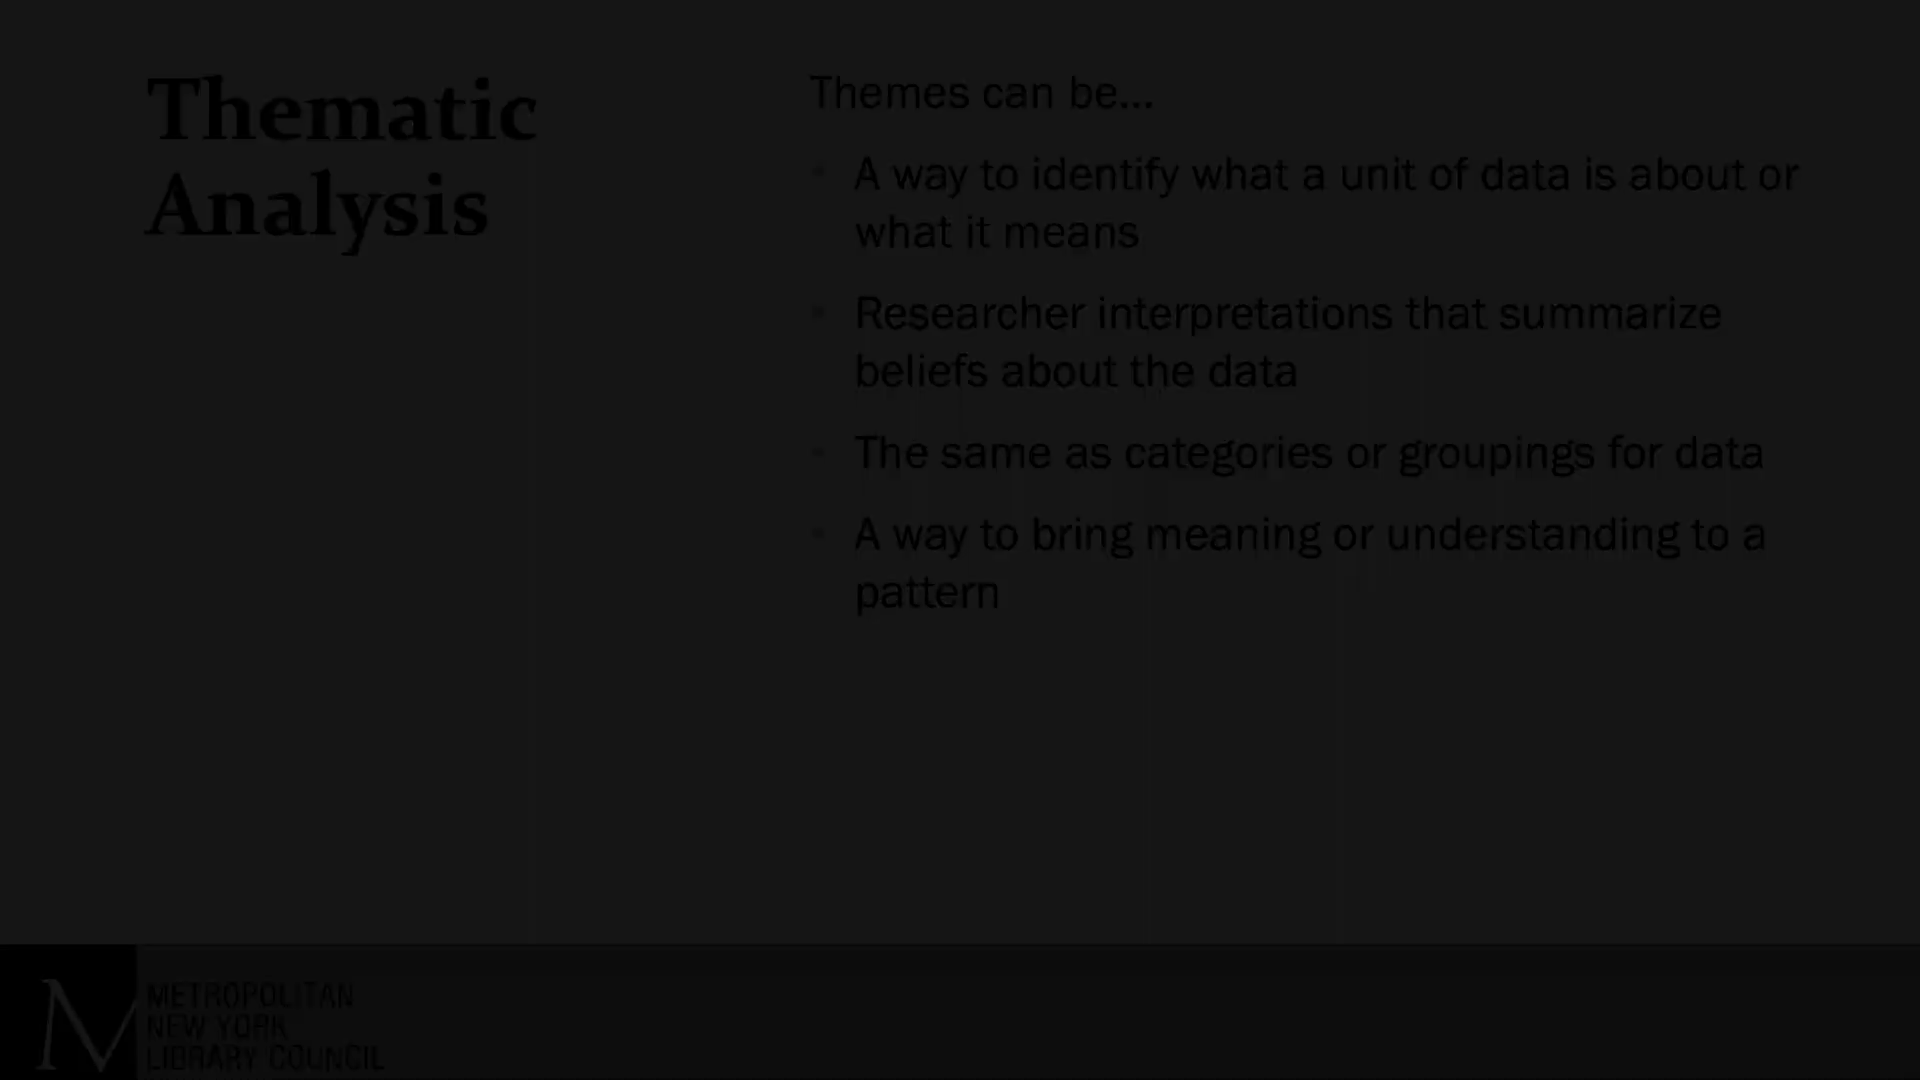 Thematic
Analysis
Themes can be...
A way to identify what a unit of data is about or
what it means
Researcher interpretations that summarize
beliefs about the data
The same as categories or groupings for data
A way to bring meaning or understanding to a
pattern
M METROPOLITAN
NEW YORK
LIBRARY COUNCIL